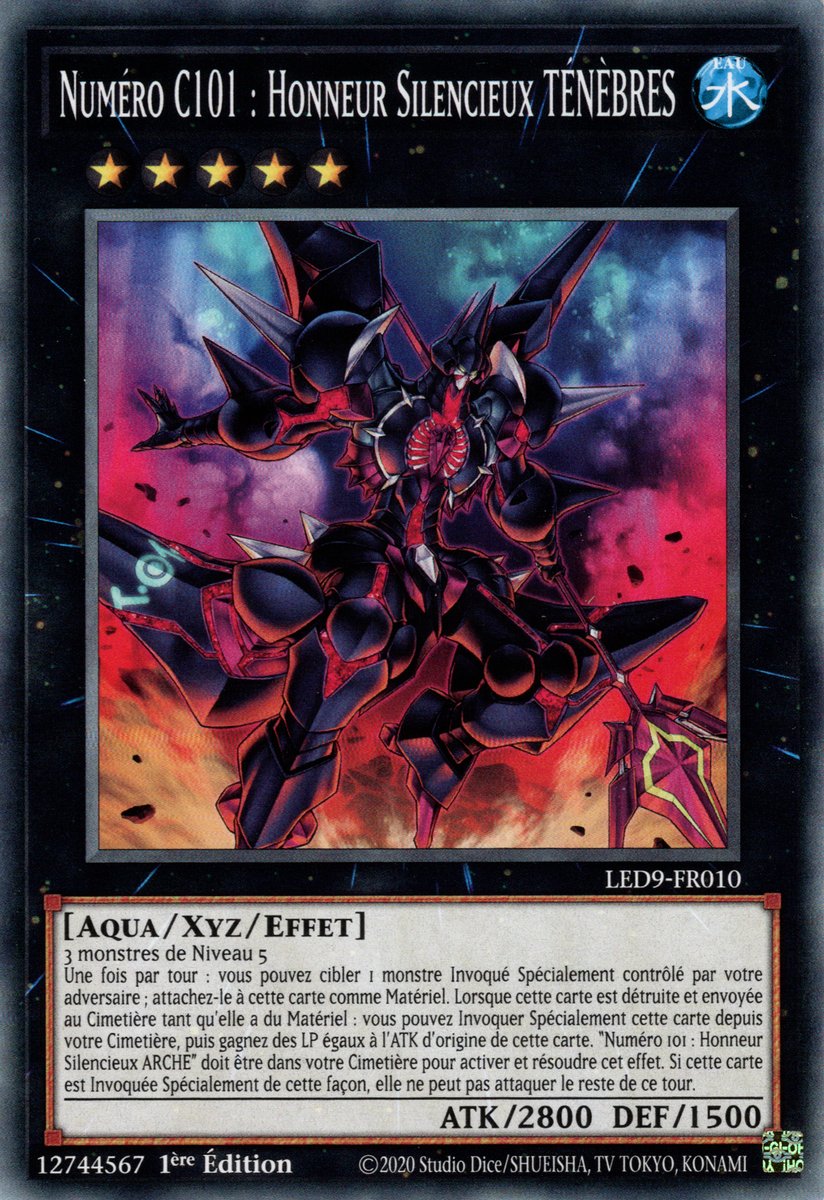 Numéro C101 : Honneur Silencieux TÉNÈBRES
EAU
水
LED9-FR010
[Aqua/Xyz/Effet]
3 monstres de Niveau 5
Une fois par tour : vous pouvez cibler 1 monstre Invoqué Spécialement contrôlé par votre
adversaire ; attachez-le à cette carte comme Matériel. Lorsque cette carte est détruite et envoyée
au Cimetière tant qu'elle a du Matériel : vous pouvez Invoquer Spécialement cette carte depuis
votre Cimetière, puis gagnez des LP égaux à l'ATK d'origine de cette carte. "Numéro 101 : Honneur
Silencieux ARCHE" doit être dans votre Cimetière pour activer et résoudre cet effet. Si cette carte
est Invoquée Spécialement de cette façon, elle ne peut pas attaquer le reste de ce tour.
ATK/2800 DEF/1500
12744567 1ère Édition ©2020 Studio Dice/SHUEISHA, TV TOKYO, KONAMI